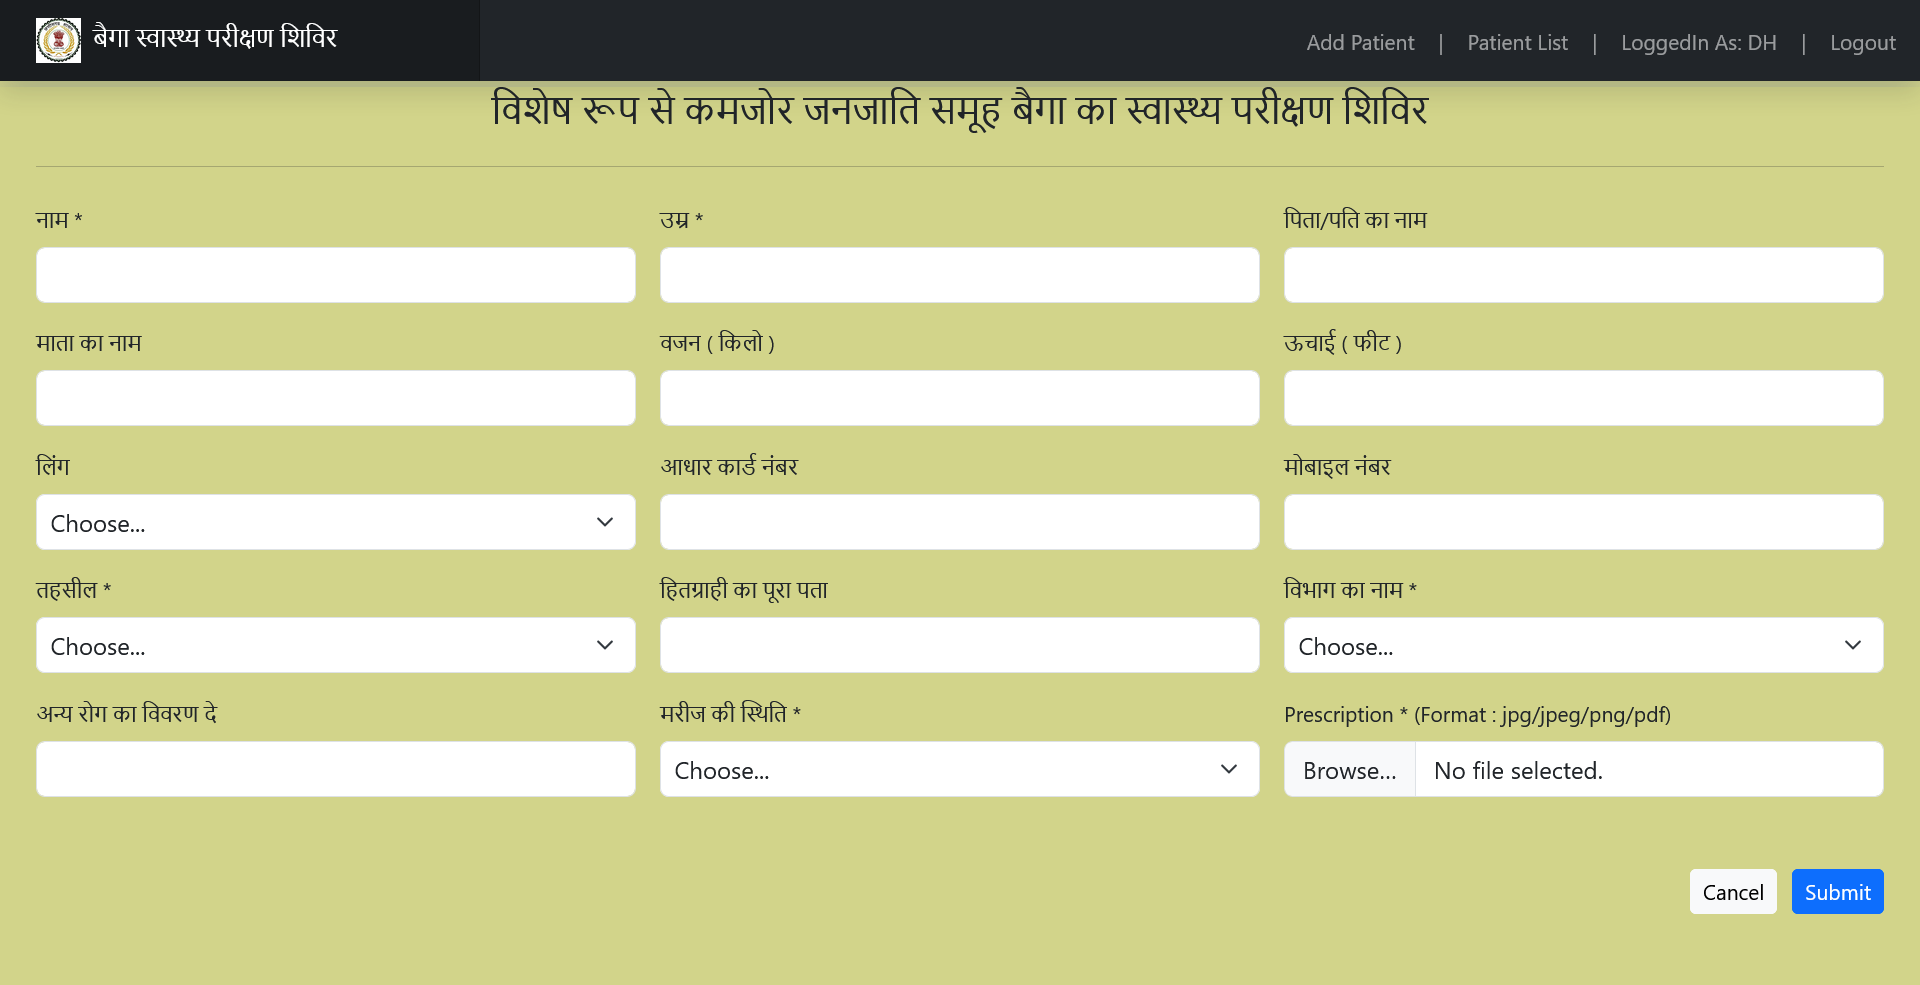 बैगा स्वास्थ्य परीक्षण शिविर
Add Patient | Patient List | LoggedIn As: DH | Logout
विशेष रूप से कमजोर जनजाति समूह बैगा का स्वास्थ्य परीक्षण शिविर
नाम * उम्र * पिता/पति का नाम
माता का नाम वजन ( किलो ) ऊचाई ( फीट )
लिंग आधार कार्ड नंबर मोबाइल नंबर
Choose...
तहसील * हितग्राही का पूरा पता विभाग का नाम *
Choose... Choose...
अन्य रोग का विवरण दे मरीज की स्थिति * Prescription * (Format : jpg/jpeg/png/pdf)
Choose... Browse... No file selected.
Cancel Submit